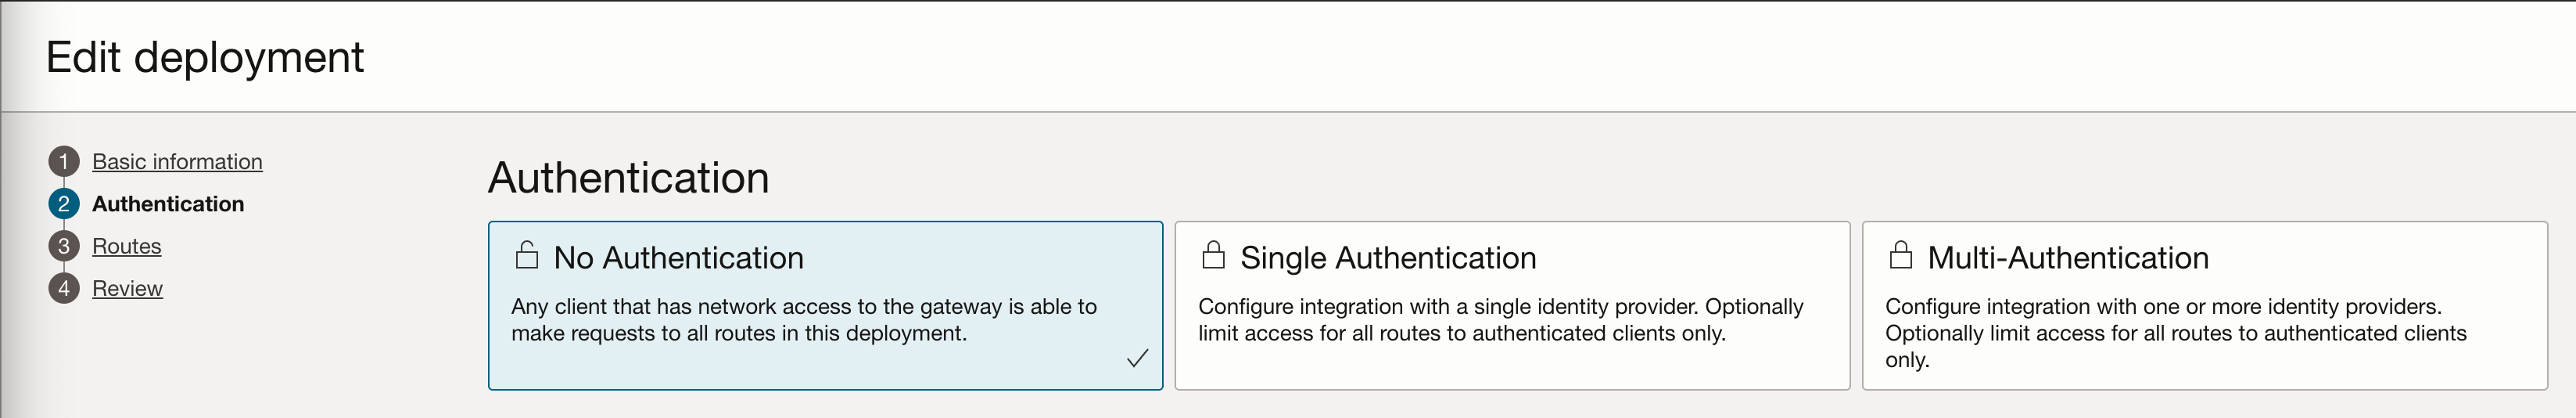 Edit deployment
1 Basic information
2 Authentication
3 Routes
4 Review
Authentication
No Authentication
Any client that has network access to the gateway is able to
make requests to all routes in this deployment.
Single Authentication
Configure integration with a single identity provider. Optionally
limit access for all routes to authenticated clients only.
Multi-Authentication
Configure integration with one or more identity providers.
Optionally limit access for all routes to authenticated clients
only.